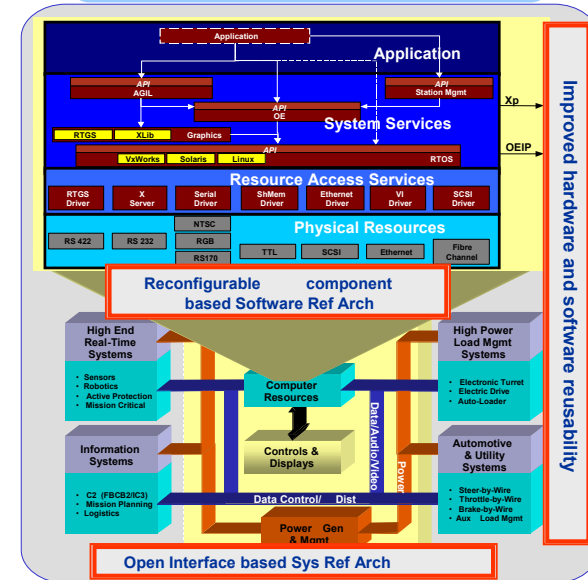 Application
Application
API
AGIL
API
Station Mgmt
API
OE
System Services
RTGS
XLib
Graphics
API
VxWorks
Solaris
Linux
RTOS
Xp
OEIP
Resource Access Services
RTGS
Driver
X
Server
Serial
Driver
ShMem
Driver
Ethernet
Driver
VI
Driver
SCSI
Driver
Physical Resources
RS 422
RS 232
NTSC
RGB
RS170
TTL
SCSI
Ethernet
Fibre
Channel
Reconfigurable component
based Software Ref Arch
Improved hardware and software reusability
High End
Real-Time
Systems
• Sensors
• Robotics
• Active Protection
• Mission Critical
High Power
Load Mgmt
Systems
• Electronic Turret
• Electric Drive
• Auto-Loader
Computer
Resources
Controls &
Displays
Data/Audio/Video
Power
Information
Systems
• C2 (FBCB2/IC3)
• Mission Planning
• Logistics
Automotive
& Utility
Systems
• Steer-by-Wire
• Throttle-by-Wire
• Brake-by-Wire
• Aux Load Mgmt
Data Control/ Dist
Power Gen
& Mgmt
Open Interface based Sys Ref Arch